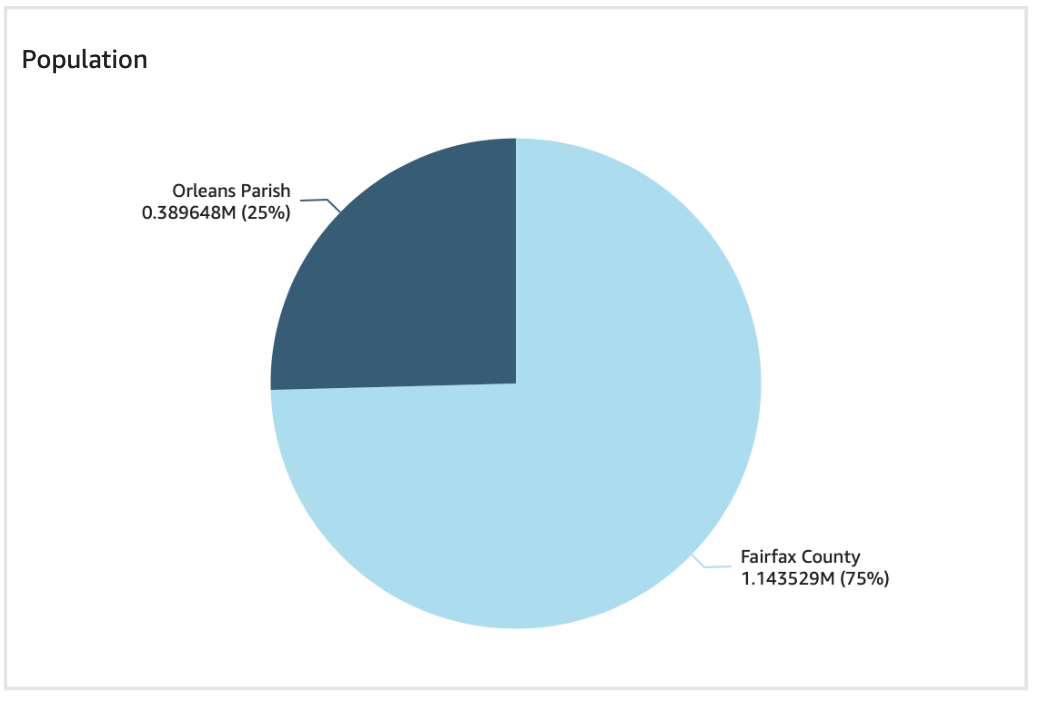 Population
Orleans Parish
0.389648M (25%)
Fairfax County
1.143529M (75%)